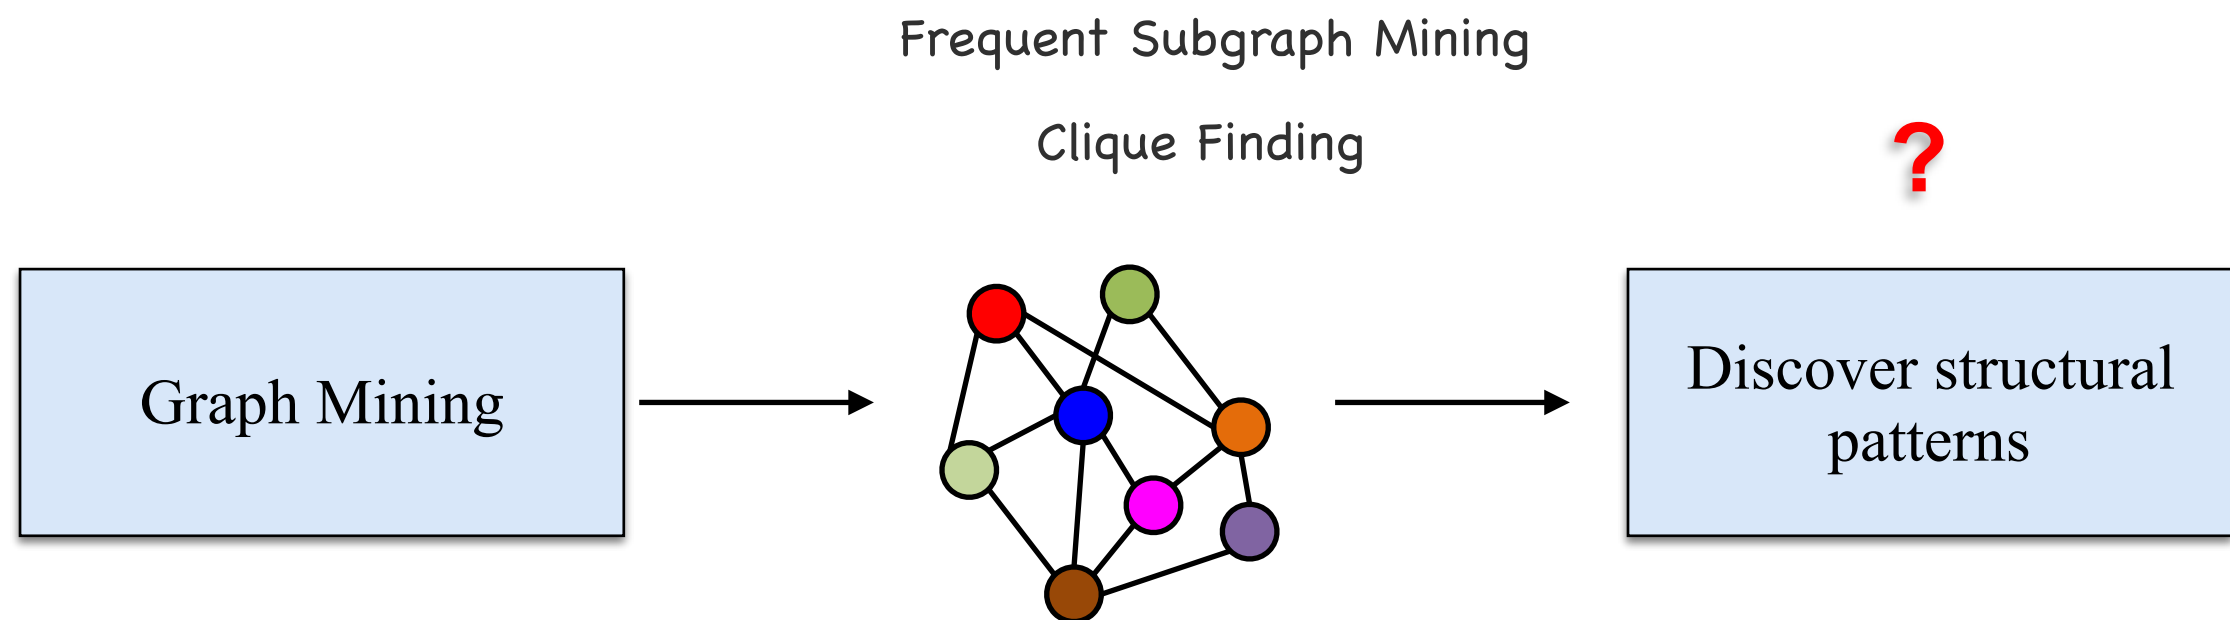 Frequent Subgraph Mining
Clique Finding
?
Graph Mining
Discover structural
patterns